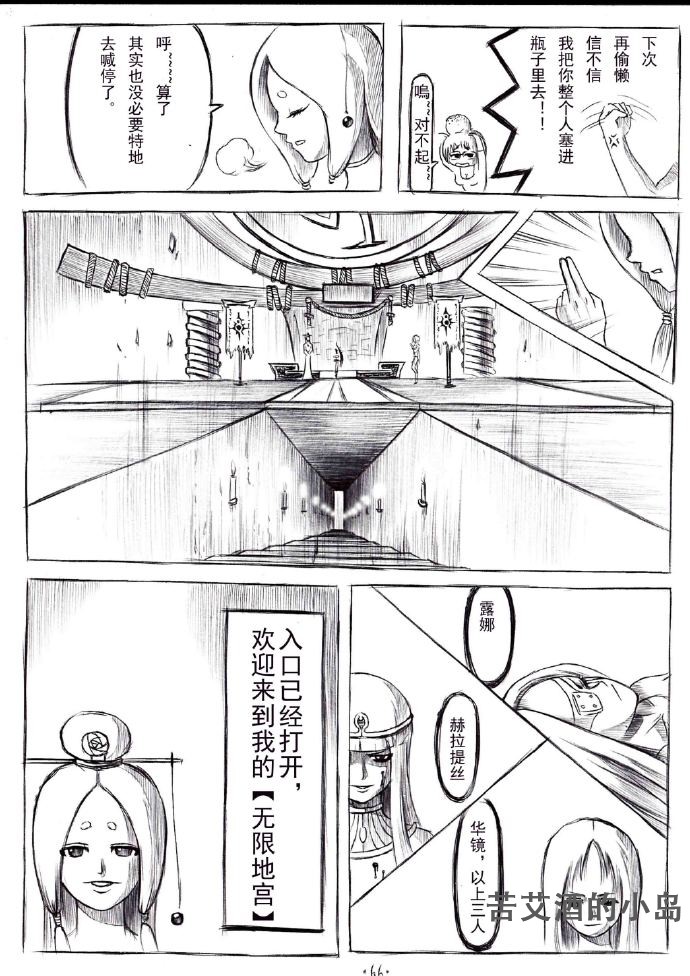 下次
再偷懒
信不信
我把你整个人塞进
瓶子里去!!
呜~对不起~
呼~~~算了
其实也没必要特地
去喊停了。
露娜
赫拉提丝
华镜，以上三人
入口已经打开，
欢迎来到我的【无限地宫】
苦艾酒的小岛
·66·